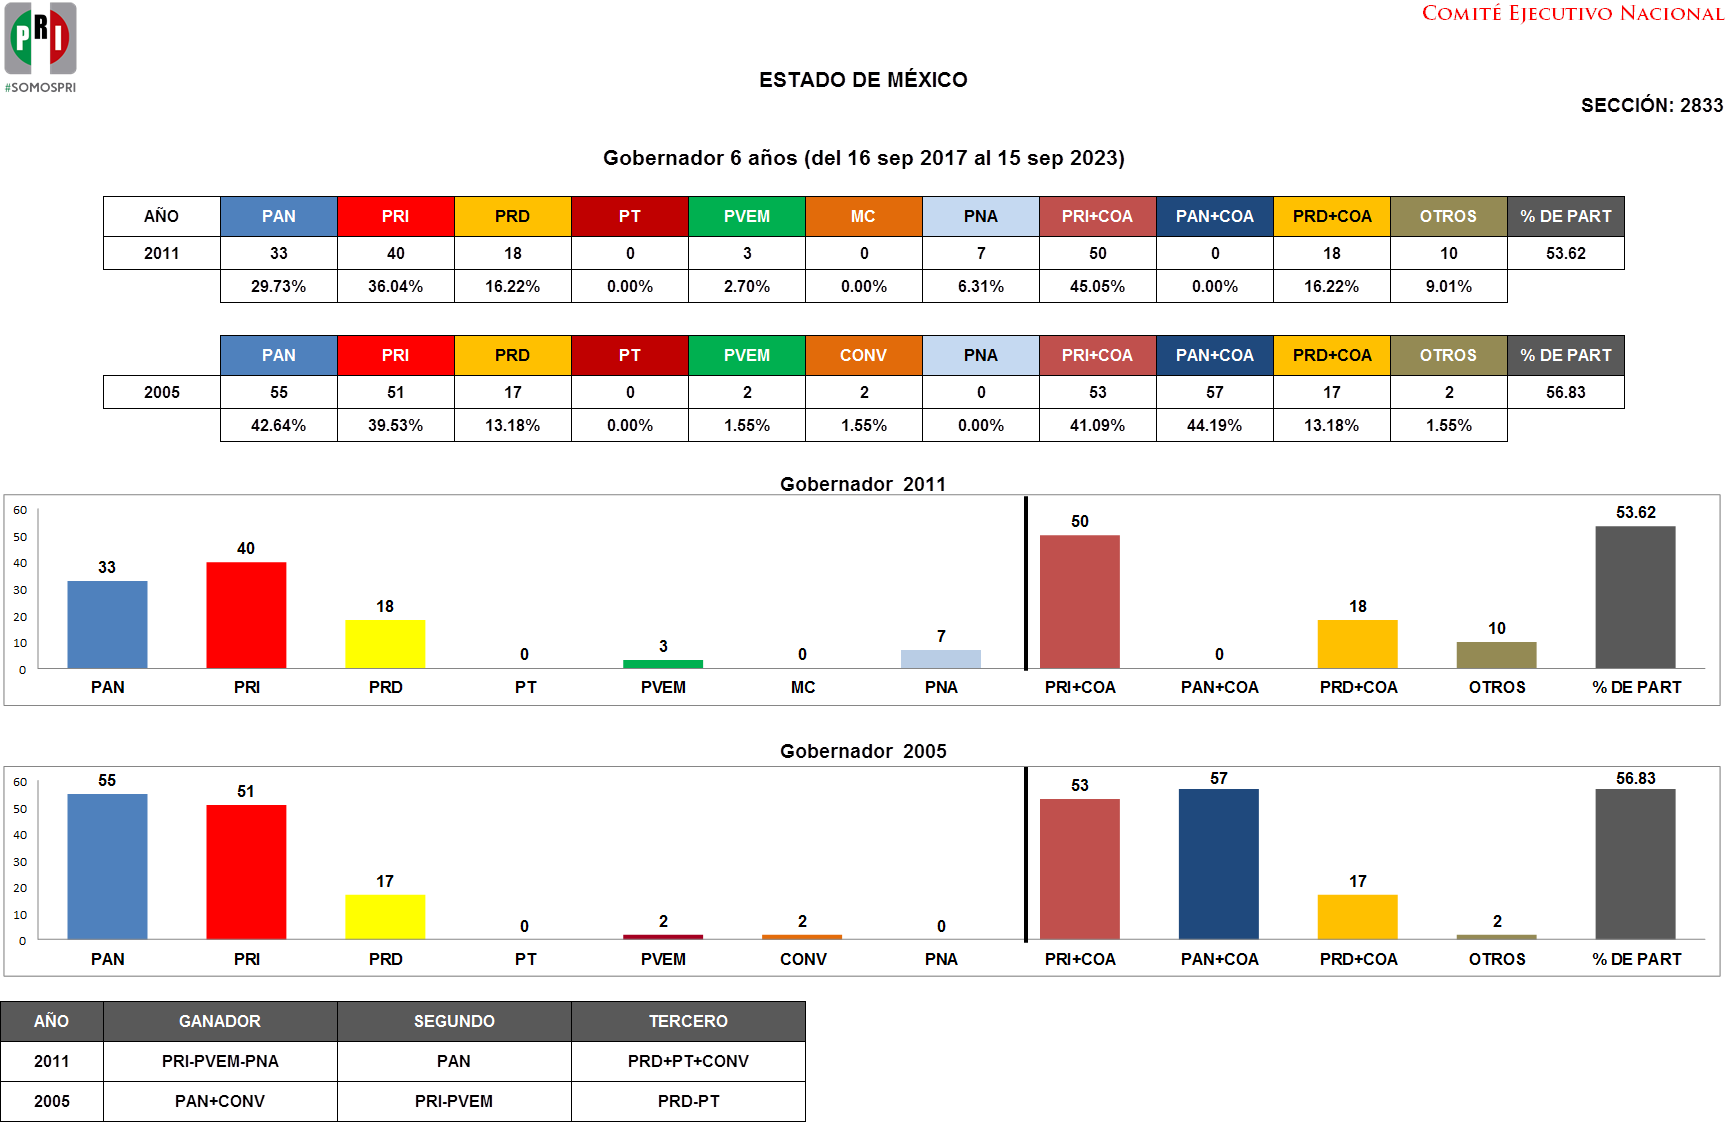 PRI
#SOMOSPRI
COMITÉ EJECUTIVO NACIONAL
ESTADO DE MÉXICO
SECCIÓN: 2833
Gobernador 6 años (del 16 sep 2017 al 15 sep 2023)
AÑO PAN PRI PRD PT PVEM MC PNA PRI+COA PAN+COA PRD+COA OTROS % DE PART
2011 33 40 18 0 3 0 7 50 0 18 10 53.62
29.73% 36.04% 16.22% 0.00% 2.70% 0.00% 6.31% 45.05% 0.00% 16.22% 9.01%
PAN PRI PRD PT PVEM CONV PNA PRI+COA PAN+COA PRD+COA OTROS % DE PART
2005 55 51 17 0 2 2 0 53 57 17 2 56.83
42.64% 39.53% 13.18% 0.00% 1.55% 1.55% 0.00% 41.09% 44.19% 13.18% 1.55%
Gobernador 2011
60
50
40
30
20
10
0
33 40 18 0 3 0 7 50 0 18 10 53.62
PAN PRI PRD PT PVEM MC PNA PRI+COA PAN+COA PRD+COA OTROS % DE PART
Gobernador 2005
60
50
40
30
20
10
0
55 51 17 0 2 2 0 53 57 17 2 56.83
PAN PRI PRD PT PVEM CONV PNA PRI+COA PAN+COA PRD+COA OTROS % DE PART
AÑO GANADOR SEGUNDO TERCERO
2011 PRI-PVEM-PNA PAN PRD+PT+CONV
2005 PAN+CONV PRI-PVEM PRD-PT